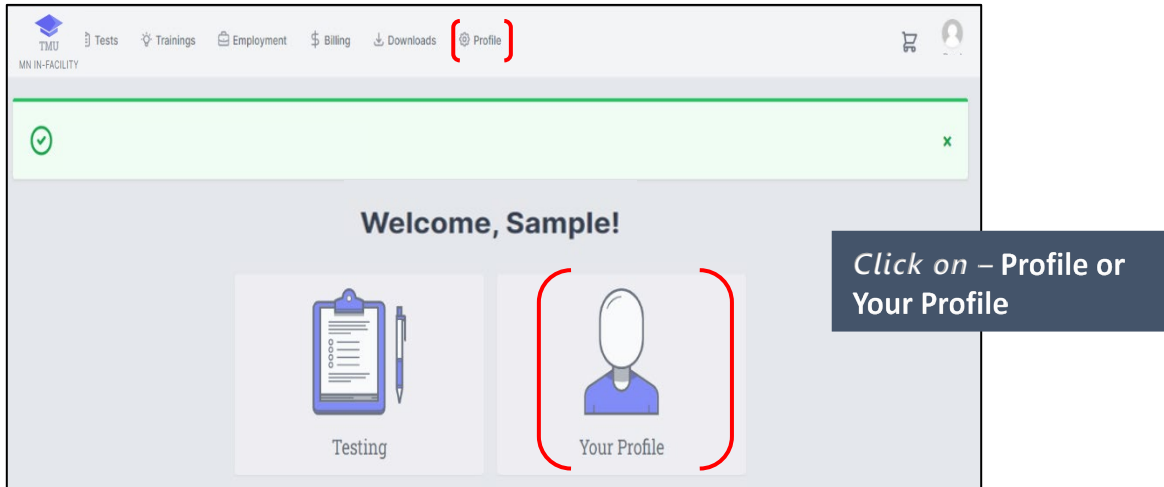 TMU Tests Trainings Employment $ Billing Downloads Profile
MN IN-FACILITY
x
Welcome, Sample!
Click on – Profile or
Your Profile
Testing
Your Profile